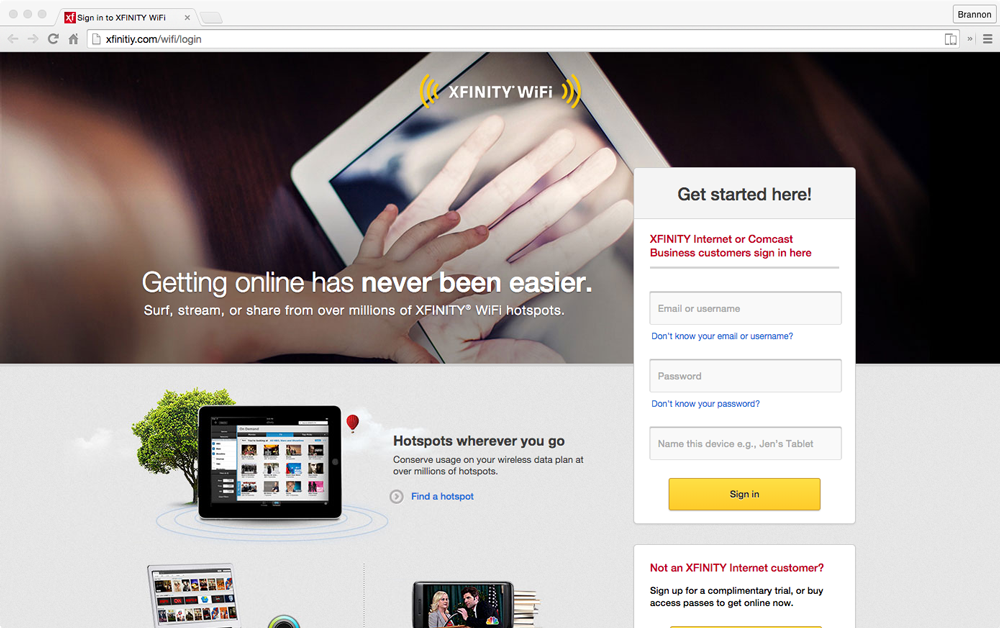 Sign in to XFINITY WiFi
Brannon
xfinitiy.com/wifi/login
XFINITY WiFi
Get started here!
XFINITY Internet or Comcast
Business customers sign in here
Getting online has never been easier.
Surf, stream, or share from over millions of XFINITY® WiFi hotspots.
Email or username
Don't know your email or username?
Password
Don't know your password?
Name this device e.g., Jen's Tablet
Sign in
On Demand
Hotspots wherever you go
Conserve usage on your wireless data plan at
over millions of hotspots.
Find a hotspot
Not an XFINITY Internet customer?
Sign up for a complimentary trial, or buy
access passes to get online now.
NBC